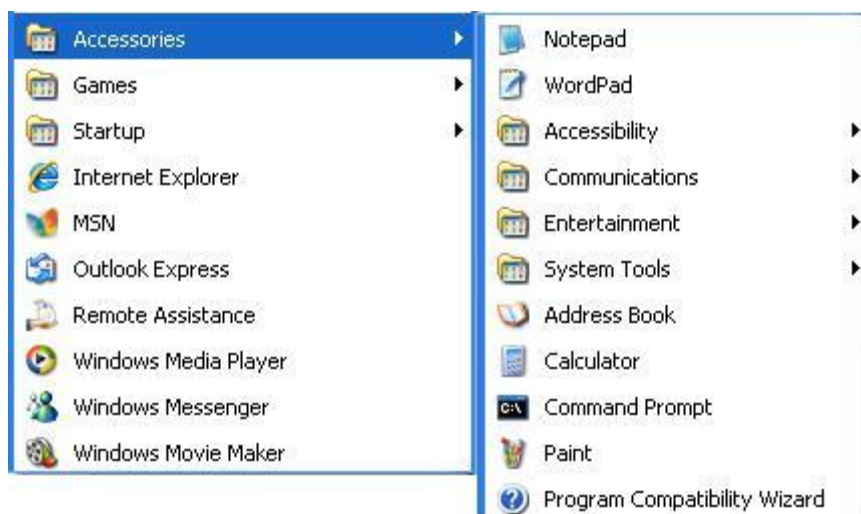 Accessories
Games
Startup
Internet Explorer
MSN
Outlook Express
Remote Assistance
Windows Media Player
Windows Messenger
Windows Movie Maker
Notepad
WordPad
Accessibility
Communications
Entertainment
System Tools
Address Book
Calculator
C:\
Command Prompt
Paint
Program Compatibility Wizard